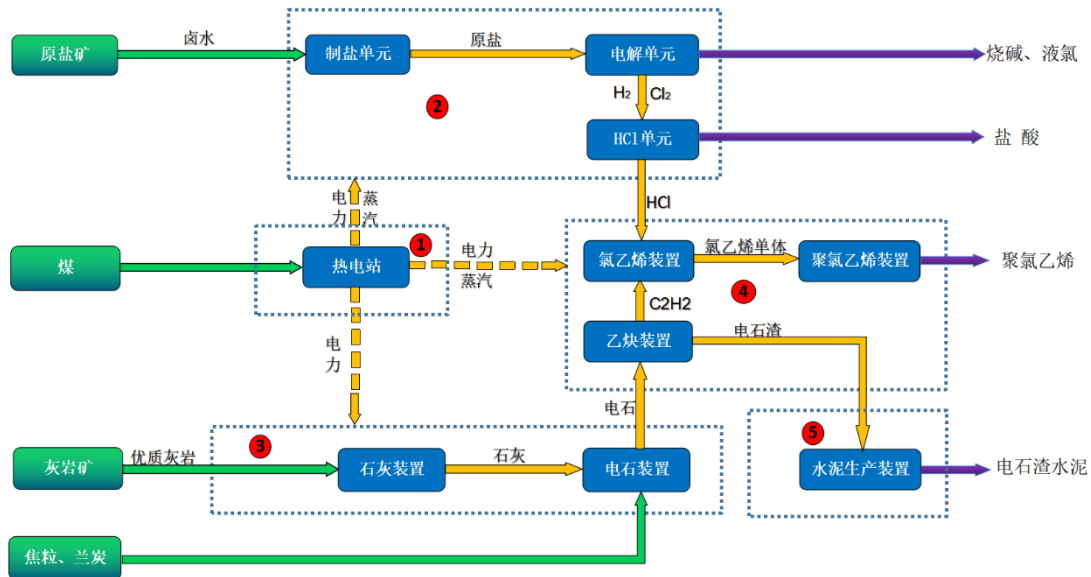 原盐矿
卤水
制盐单元
原盐
电解单元
烧碱、液氯
H₂
Cl₂
2
HCl单元
盐 酸
电力
蒸汽
HCl
煤
热电站
1
电力
蒸汽
氯乙烯装置
氯乙烯单体
聚氯乙烯装置
聚氯乙烯
4
C2H2
乙炔装置
电石渣
电力
电石
3
5
灰岩矿
优质灰岩
石灰装置
石灰
电石装置
水泥生产装置
电石渣水泥
焦粒、兰炭